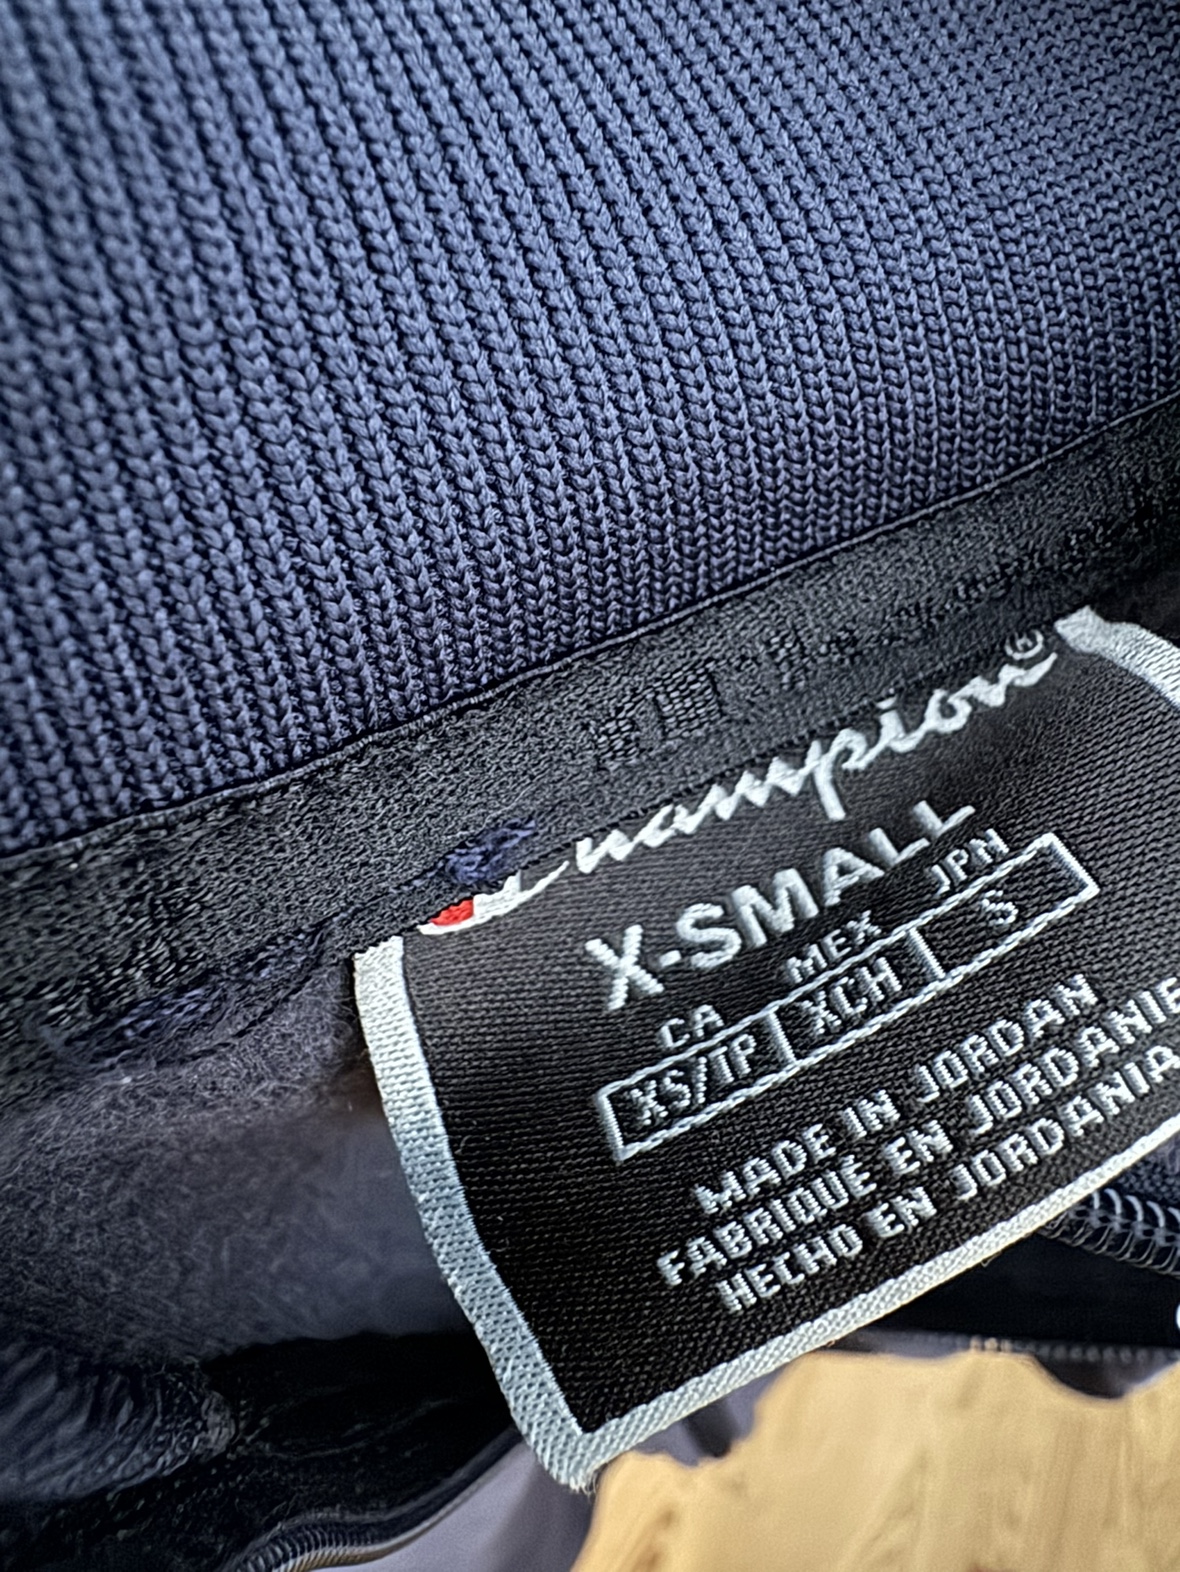 Champion®
X-SMALL
CA MEX JPN
XS/TP XCH S
MADE IN JORDAN
FABRIQUÉ EN JORDANIE
HECHO EN JORDANIA